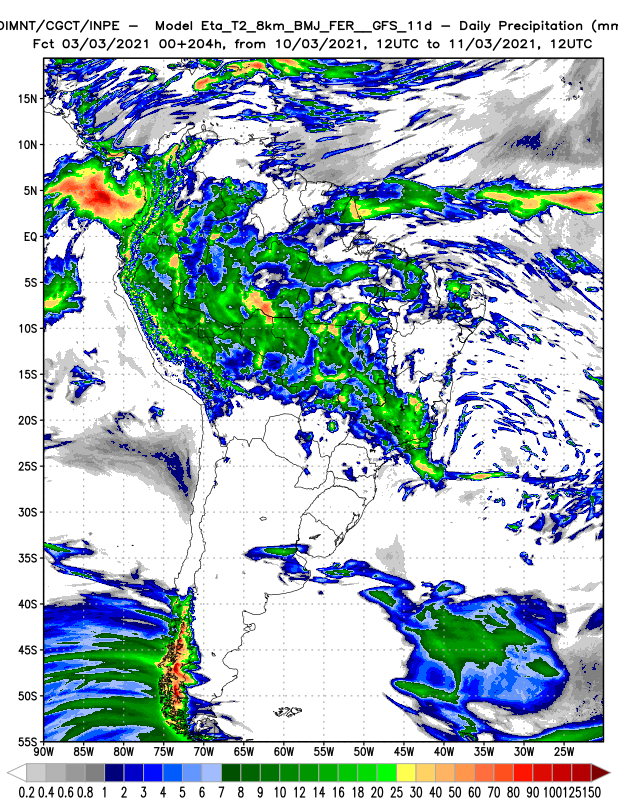 DIMNT/CGCT/INPE − Model Eta_T2_8km_BMJ_FER__GFS_11d − Daily Precipitation (mm
Fct 03/03/2021 00+204h, from 10/03/2021, 12UTC to 11/03/2021, 12UTC
15N
10N
5N
EQ
5S
10S
15S
20S
25S
30S
35S
40S
45S
50S
55S
90W 85W 80W 75W 70W 65W 60W 55W 50W 45W 40W 35W 30W 25W
0.2 0.4 0.6 0.8 1 2 3 4 5 6 7 8 9 10 12 14 16 18 20 25 30 40 50 60 70 80 90 100 125 150